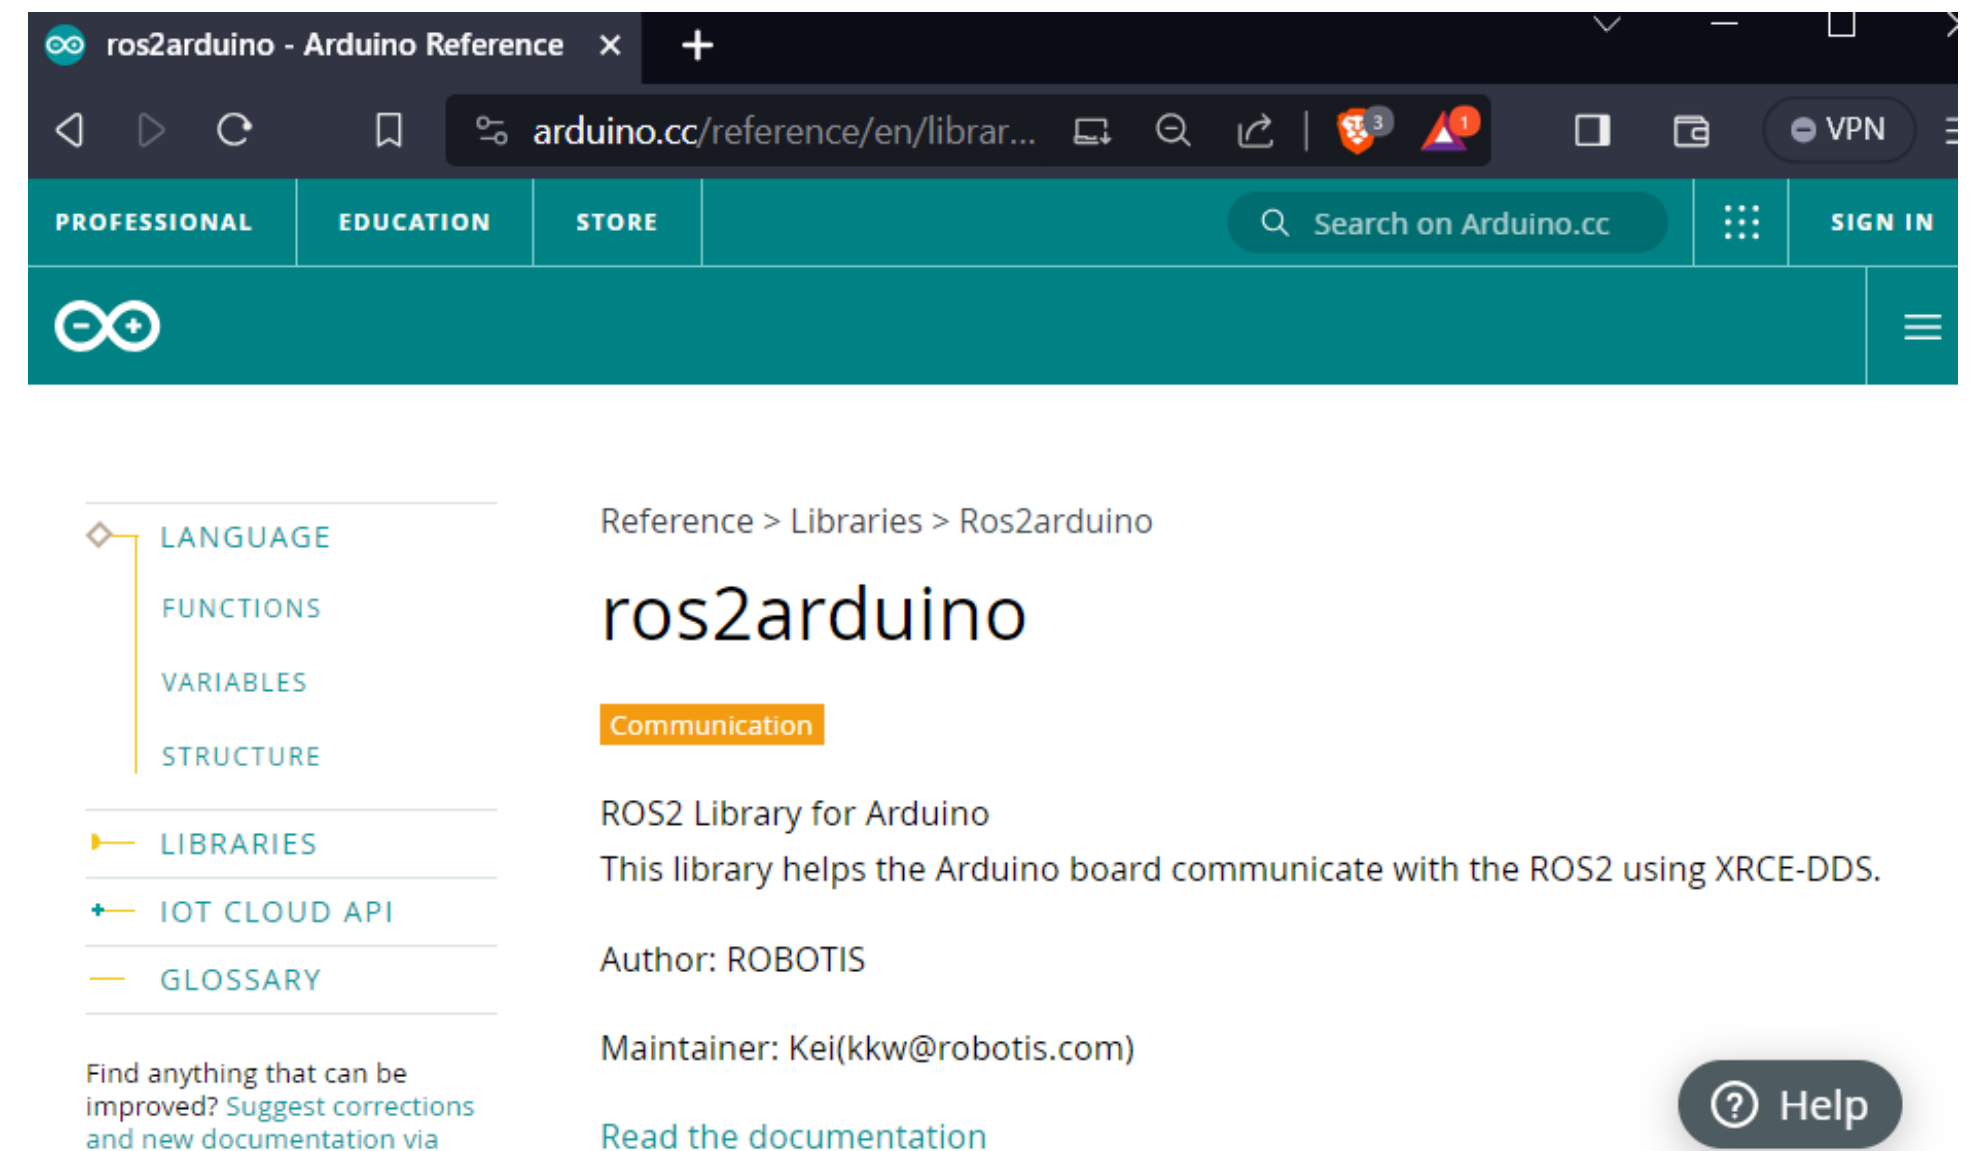 ros2arduino - Arduino Reference
arduino.cc/reference/en/librar...
3
1
VPN
PROFESSIONAL
EDUCATION
STORE
Search on Arduino.cc
SIGN IN
LANGUAGE
FUNCTIONS
VARIABLES
STRUCTURE
LIBRARIES
IOT CLOUD API
GLOSSARY
Find anything that can be
improved? Suggest corrections
and new documentation via
Reference > Libraries > Ros2arduino
ros2arduino
Communication
ROS2 Library for Arduino
This library helps the Arduino board communicate with the ROS2 using XRCE-DDS.
Author: ROBOTIS
Maintainer: Kei(kkw@robotis.com)
Read the documentation
Help